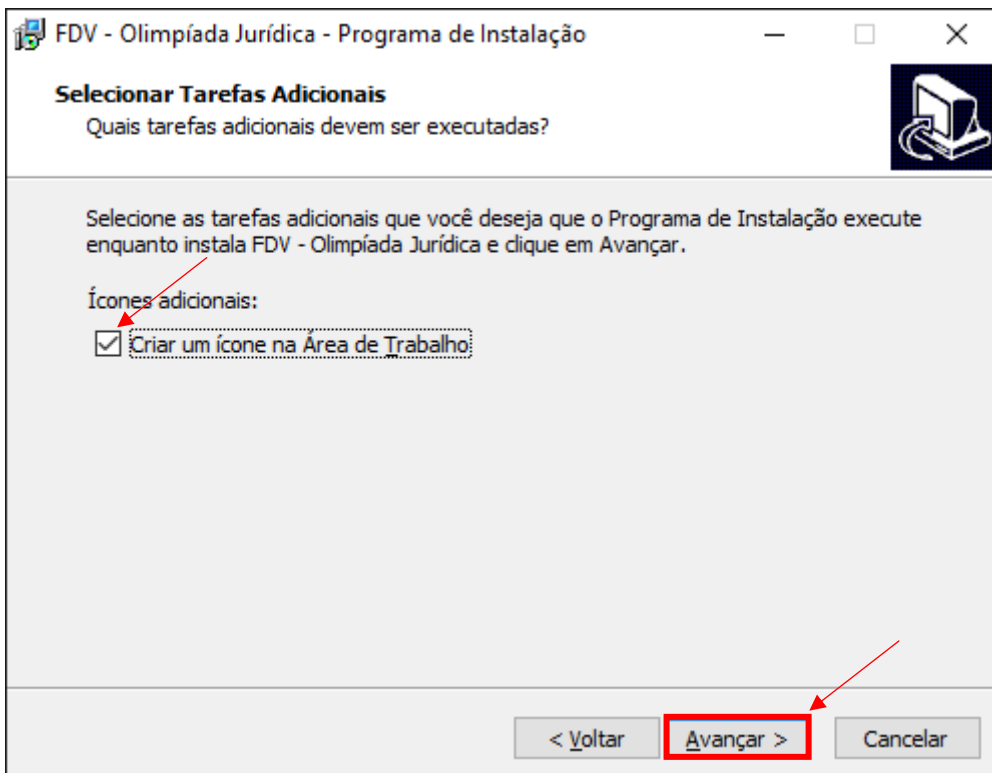 FDV - Olimpíada Jurídica - Programa de Instalação
Selecionar Tarefas Adicionais
Quais tarefas adicionais devem ser executadas?
Selecione as tarefas adicionais que você deseja que o Programa de Instalação execute
enquanto instala FDV - Olimpíada Jurídica e clique em Avançar.
Ícones adicionais:
Criar um ícone na Área de Trabalho
< Voltar
Avançar >
Cancelar